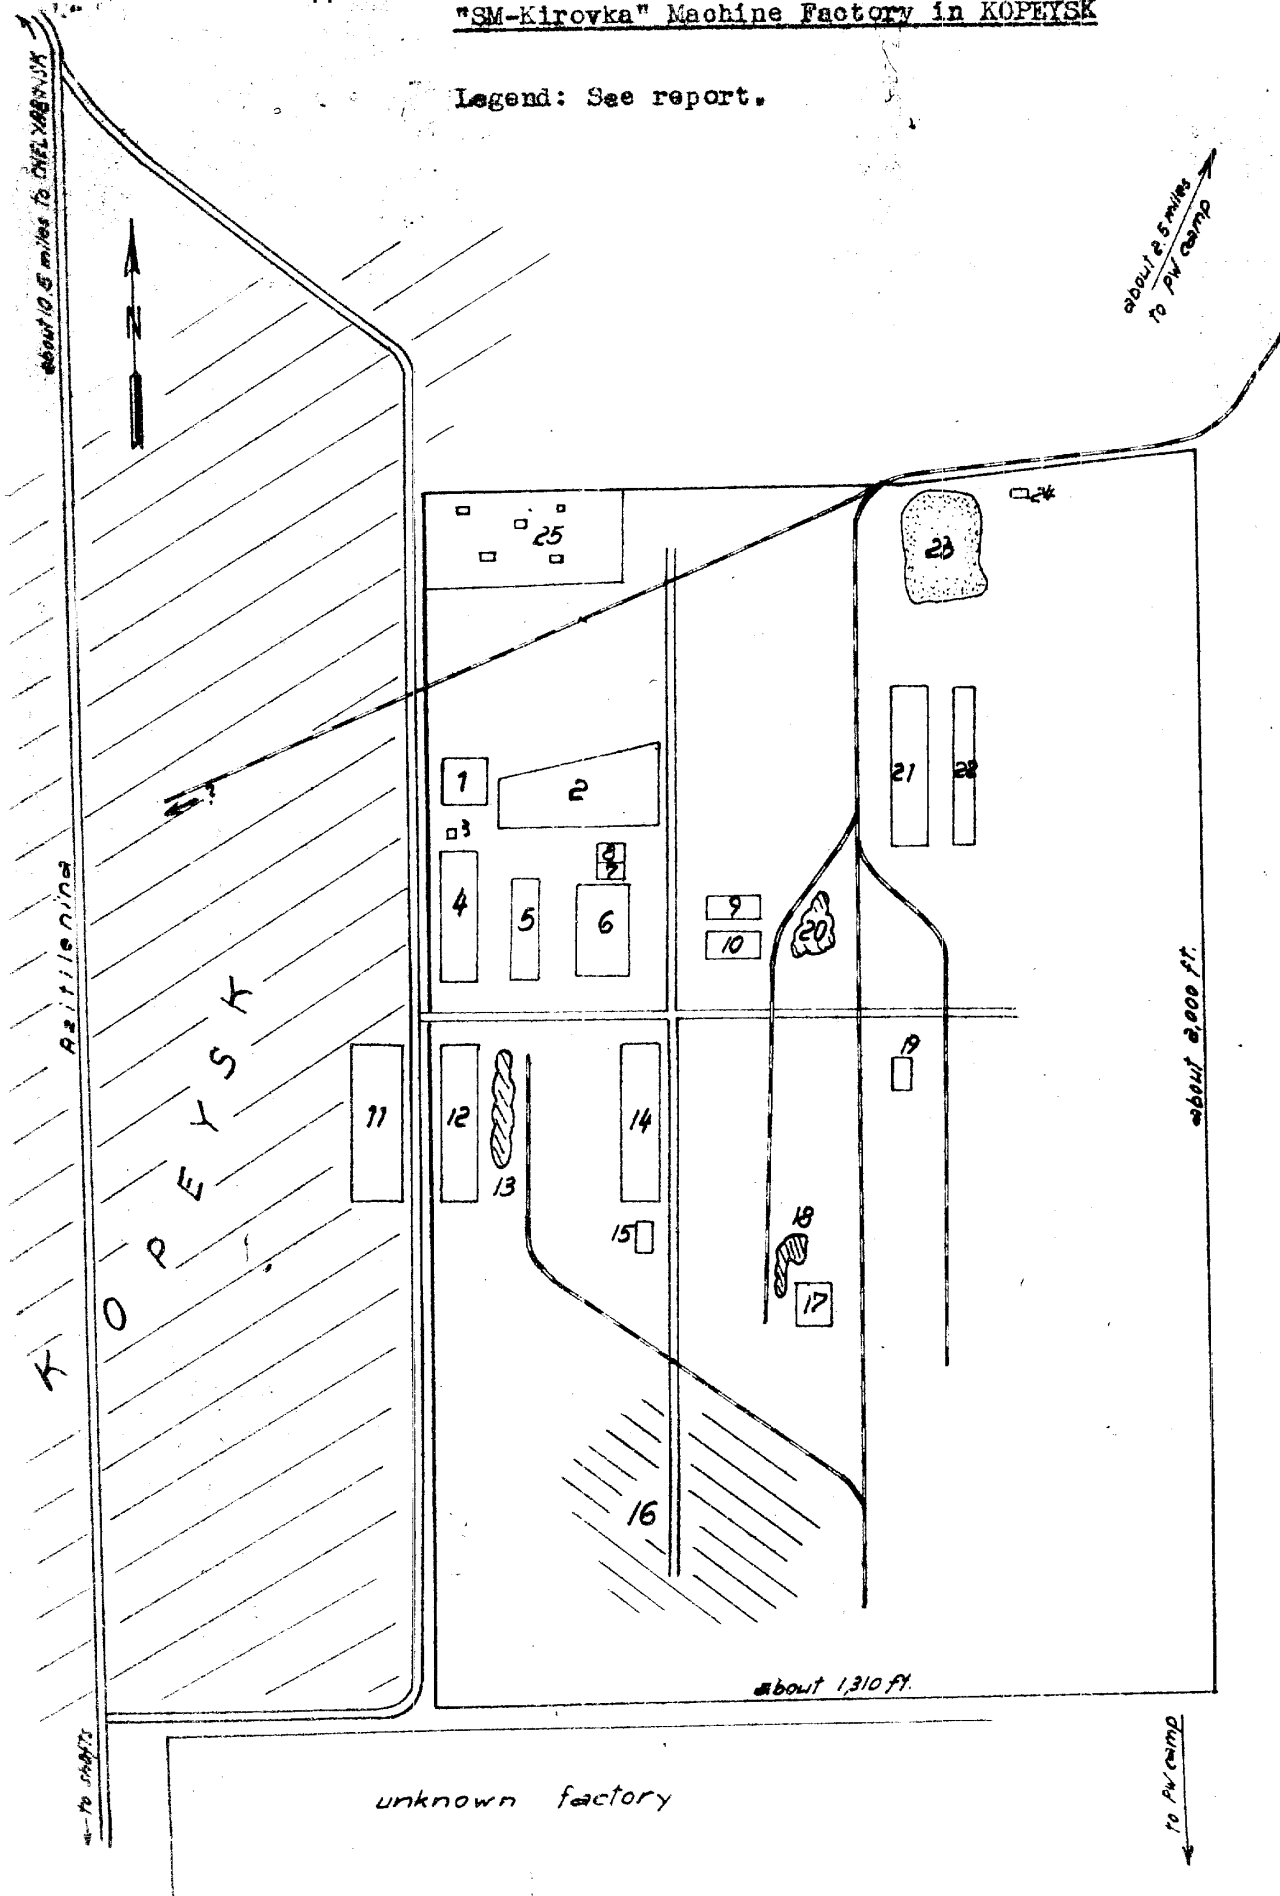 "SM-Kirovka" Machine Factory in KOPEYSK
Legend: See report.
about 10.5 miles to CHELYABINSK
N
about 2.5 miles
to PW camp
24
23
25
?
1
2
3
21
22
8
7
4
5
6
9
10
20
Azitilenina
KOPEYSK
about 2,000 ft.
19
11
12
14
13
15
18
17
16
about 1,310 ft.
to shafts
unknown factory
to PW camp